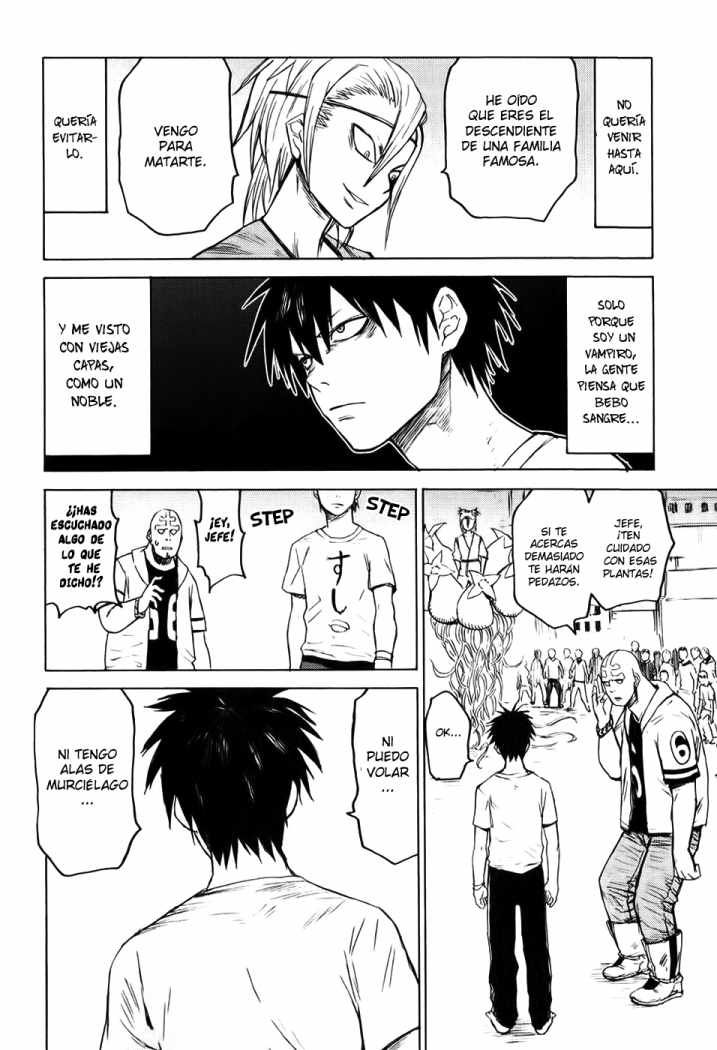 NO
QUERÍA
VENIR
HASTA
AQUÍ.
HE OÍDO
QUE ERES EL
DESCENDIENTE
DE UNA FAMILIA
FAMOSA.
VENGO
PARA
MATARTE.
QUERÍA
EVITAR-
LO.
SOLO
PORQUE
SOY UN
VAMPIRO,
LA GENTE
PIENSA QUE
BEBO
SANGRE...
Y ME VISTO
CON VIEJAS
CAPAS,
COMO UN
NOBLE.
JEFE,
¡TEN
CUIDADO
CON ESAS
PLANTAS!
SI TE
ACERCAS
DEMASIADO
TE HARÁN
PEDAZOS.
OK...
STEP
STEP
すし
¡EY,
JEFE!
¿¡HAS
ESCUCHADO
ALGO DE
LO QUE
TE HE
DICHO!?
66
6
6
NI
PUEDO
VOLAR
...
NI TENGO
ALAS DE
MURCIÉLAGO
...